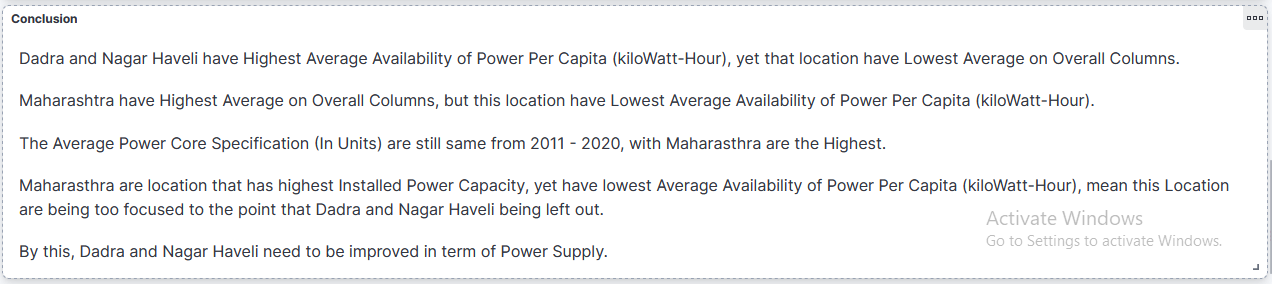 Conclusion
Dadra and Nagar Haveli have Highest Average Availability of Power Per Capita (kiloWatt-Hour), yet that location have Lowest Average on Overall Columns.
Maharashtra have Highest Average on Overall Columns, but this location have Lowest Average Availability of Power Per Capita (kiloWatt-Hour).
The Average Power Core Specification (In Units) are still same from 2011 - 2020, with Maharasthra are the Highest.
Maharasthra are location that has highest Installed Power Capacity, yet have lowest Average Availability of Power Per Capita (kiloWatt-Hour), mean this Location
are being too focused to the point that Dadra and Nagar Haveli being left out.
By this, Dadra and Nagar Haveli need to be improved in term of Power Supply.
Activate Windows
Go to Settings to activate Windows.